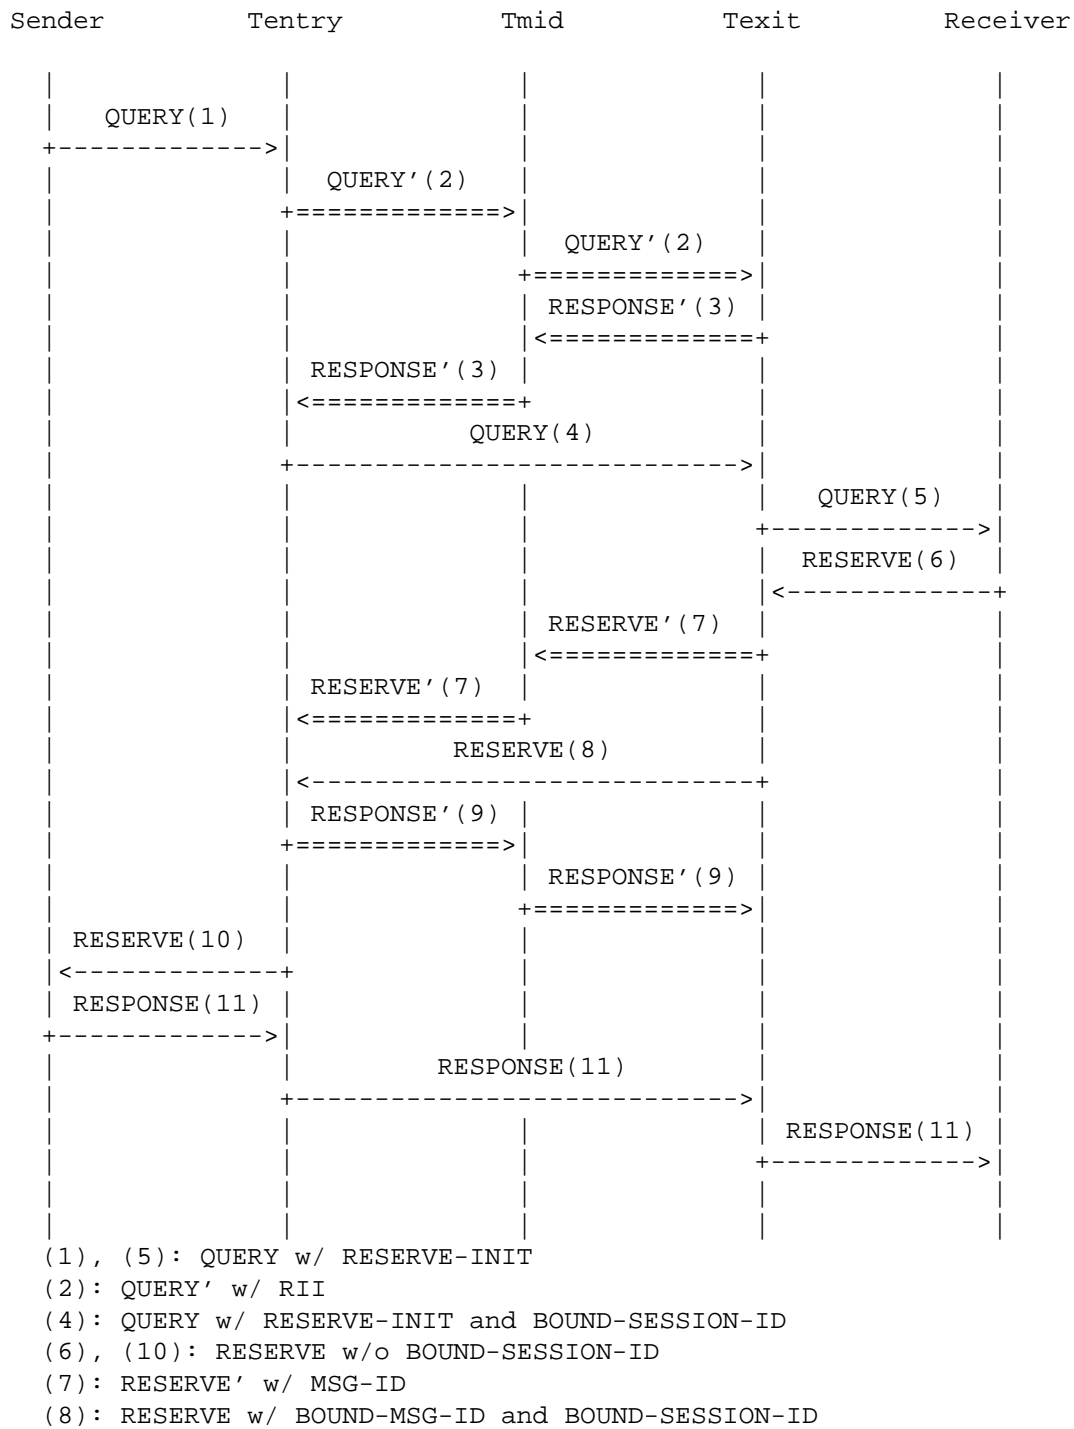 Sender Tentry Tmid Texit Receiver
QUERY(1)
QUERY'(2)
QUERY'(2)
RESPONSE'(3)
RESPONSE'(3)
QUERY(4)
QUERY(5)
RESERVE(6)
RESERVE'(7)
RESERVE'(7)
RESERVE(8)
RESPONSE'(9)
RESPONSE'(9)
RESERVE(10)
RESPONSE(11)
RESPONSE(11)
RESPONSE(11)
(1), (5): QUERY w/ RESERVE-INIT
(2): QUERY' w/ RII
(4): QUERY w/ RESERVE-INIT and BOUND-SESSION-ID
(6), (10): RESERVE w/o BOUND-SESSION-ID
(7): RESERVE' w/ MSG-ID
(8): RESERVE w/ BOUND-MSG-ID and BOUND-SESSION-ID